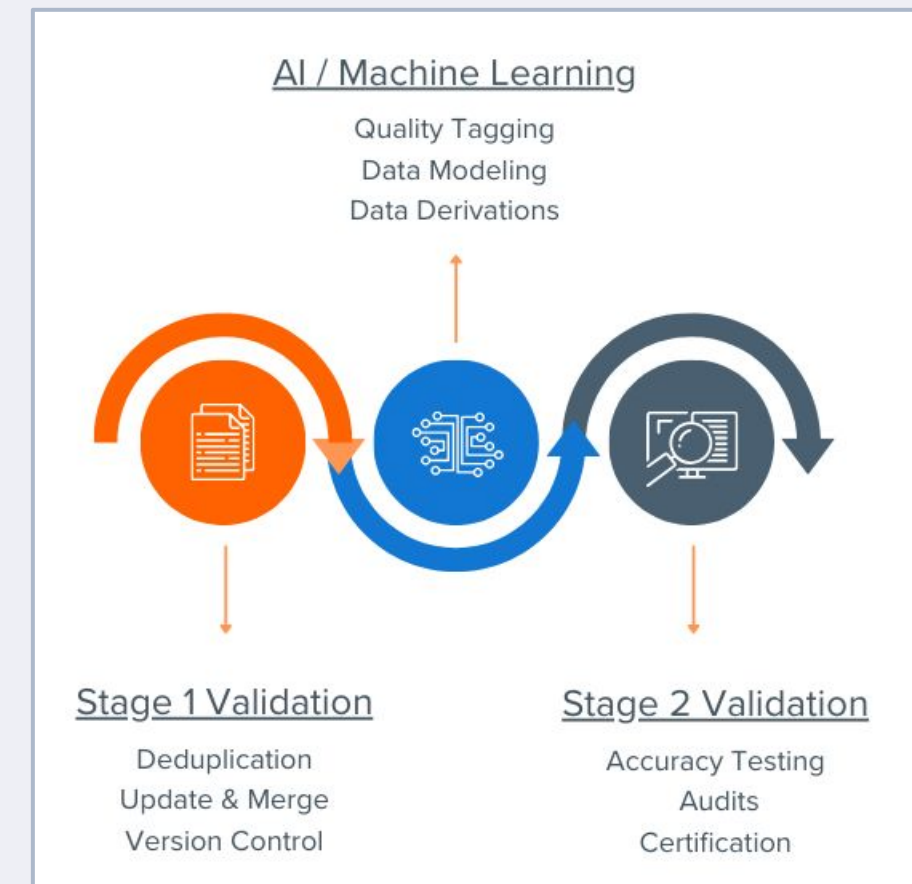 AI / Machine Learning
Quality Tagging
Data Modeling
Data Derivations
Stage 1 Validation
Deduplication
Update & Merge
Version Control
Stage 2 Validation
Accuracy Testing
Audits
Certification